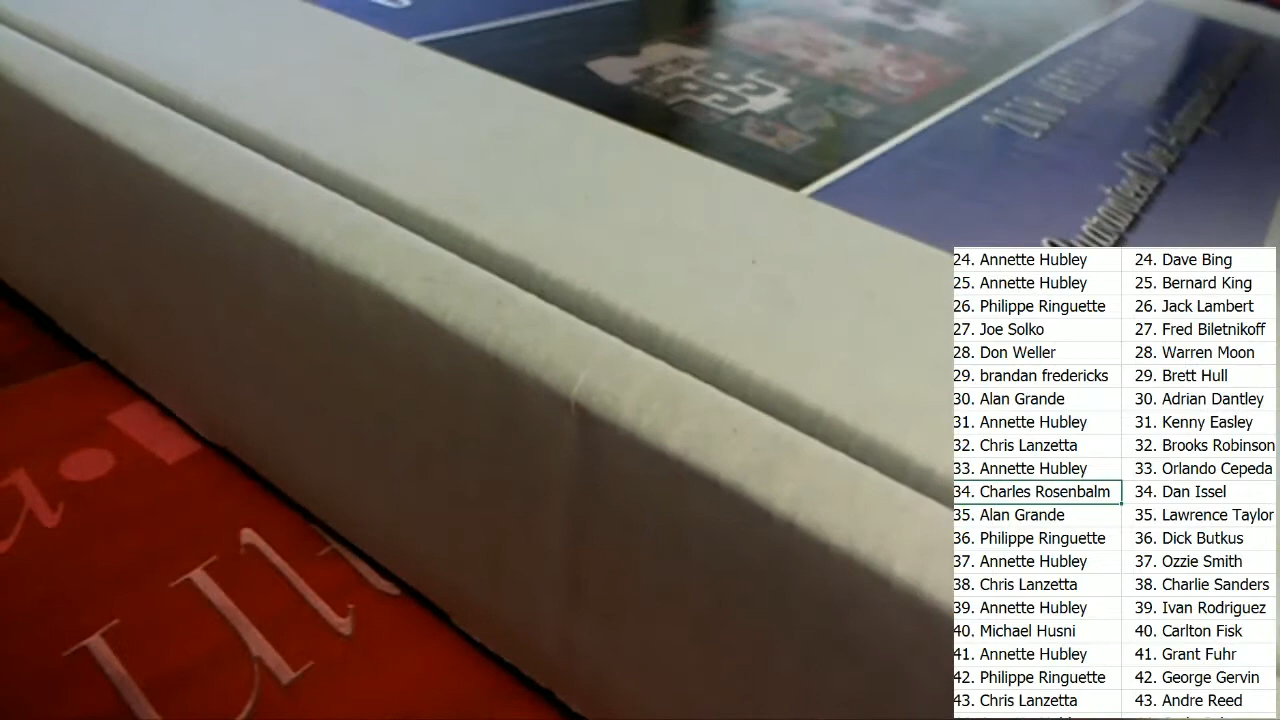 24. Annette Hubley 24. Dave Bing
25. Annette Hubley 25. Bernard King
26. Philippe Ringuette 26. Jack Lambert
27. Joe Solko 27. Fred Biletnikoff
28. Don Weller 28. Warren Moon
29. brandan fredericks 29. Brett Hull
30. Alan Grande 30. Adrian Dantley
31. Annette Hubley 31. Kenny Easley
32. Chris Lanzetta 32. Brooks Robinson
33. Annette Hubley 33. Orlando Cepeda
34. Charles Rosenbalm 34. Dan Issel
35. Alan Grande 35. Lawrence Taylor
36. Philippe Ringuette 36. Dick Butkus
37. Annette Hubley 37. Ozzie Smith
38. Chris Lanzetta 38. Charlie Sanders
39. Annette Hubley 39. Ivan Rodriguez
40. Michael Husni 40. Carlton Fisk
41. Annette Hubley 41. Grant Fuhr
42. Philippe Ringuette 42. George Gervin
43. Chris Lanzetta 43. Andre Reed